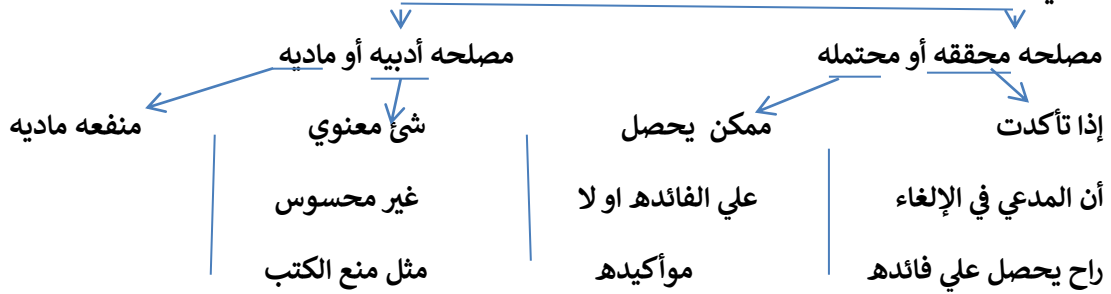 مصلحه محققه أو محتمله مصلحه أدبيه أو ماديه
إذا تأكدت ممكن يحصل شئ معنوي منفعه ماديه
أن المدعي في الإلغاء علي الفائده او لا غير محسوس
راح يحصل علي فائده موأكيده مثل منع الكتب